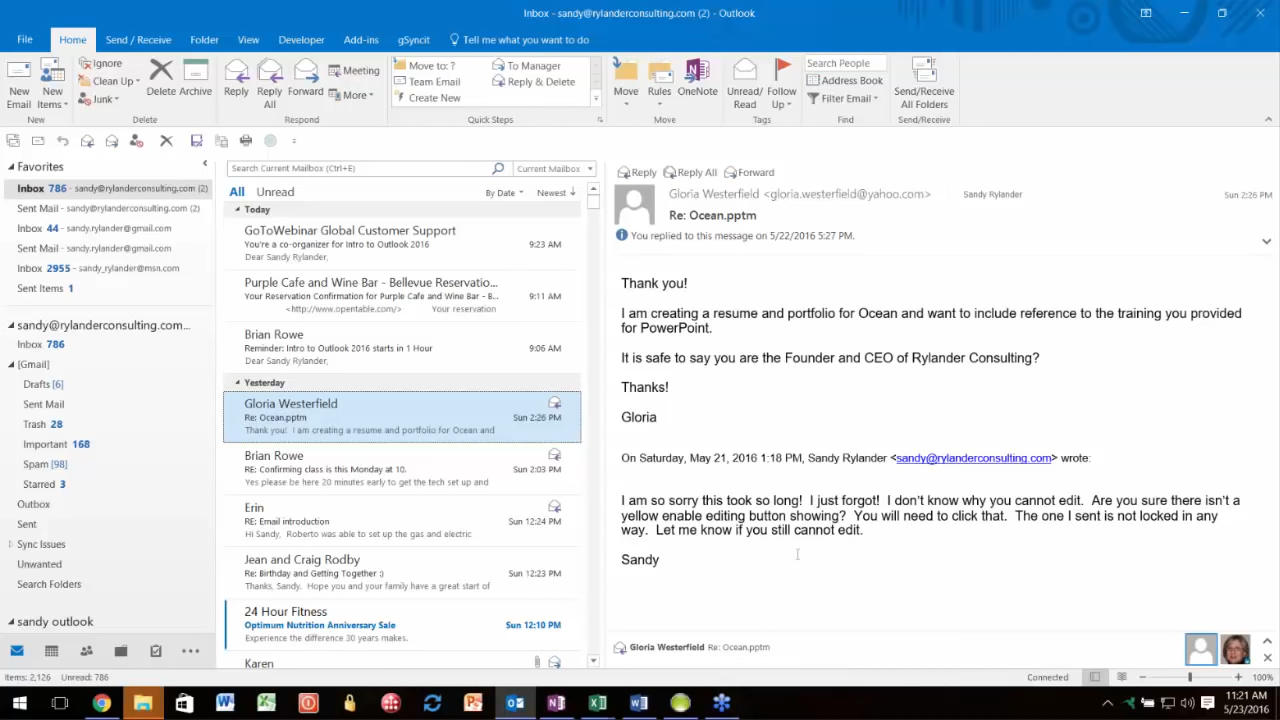 Inbox - sandy@rylanderconsulting.com (2) - Outlook
File Home Send / Receive Folder View Developer Add-ins gSyncit Tell me what you want to do
New Email
New Items
New
Ignore
Clean Up
Junk
Delete
Archive
Delete
Reply
Reply All
Forward
Meeting
More
Respond
Move to: ?
Team Email
Create New
To Manager
Reply & Delete
Quick Steps
Move
Rules
OneNote
Move
Unread/ Read
Follow Up
Tags
Search People
Address Book
Filter Email
Find
Send/Receive All Folders
Send/Receive
Favorites
Inbox 786 - sandy@rylanderconsulting.com (2)
Sent Mail - sandy@rylanderconsulting.com (2)
Inbox 44 - sandy.rylander@gmail.com
Sent Mail - sandy.rylander@gmail.com
Inbox 2955 - sandy_rylander@msn.com
Sent Items 1
sandy@rylanderconsulting.com...
Inbox 786
[Gmail]
Drafts [6]
Sent Mail
Trash 28
Important 168
Spam [98]
Starred 3
Outbox
Sent
Sync Issues
Unwanted
Search Folders
sandy outlook
Search Current Mailbox (Ctrl+E) Current Mailbox
All Unread By Date Newest
Today
GoToWebinar Global Customer Support
You're a co-organizer for Intro to Outlook 2016 9:23 AM
Dear Sandy Rylander,
Purple Cafe and Wine Bar - Bellevue Reservatio...
Your Reservation Confirmation for Purple Cafe and Wine Bar - B... 9:11 AM
<http://www.opentable.com/> Your reservation
Brian Rowe
Reminder: Intro to Outlook 2016 starts in 1 Hour 9:06 AM
Dear Sandy Rylander,
Yesterday
Gloria Westerfield
Re: Ocean.pptm Sun 2:26 PM
Thank you! I am creating a resume and portfolio for Ocean and
Brian Rowe
RE: Confirming class is this Monday at 10. Sun 2:03 PM
Yes please be here 20 minutes early to get the tech set up and
Erin
RE: Email introduction Sun 12:24 PM
Hi Sandy, Roberto was able to set up the gas and electric
Jean and Craig Rodby
Re: Birthday and Getting Together :) Sun 12:23 PM
Thanks, Sandy. Hope you and your family have a great start of
24 Hour Fitness
Optimum Nutrition Anniversary Sale Sun 12:10 PM
Experience the difference 30 years makes.
Karen
Reply Reply All Forward
Gloria Westerfield <gloria.westerfield@yahoo.com> Sandy Rylander Sun 2:26 PM
Re: Ocean.pptm
You replied to this message on 5/22/2016 5:27 PM.
Thank you!
I am creating a resume and portfolio for Ocean and want to include reference to the training you provided
for PowerPoint.
It is safe to say you are the Founder and CEO of Rylander Consulting?
Thanks!
Gloria
On Saturday, May 21, 2016 1:18 PM, Sandy Rylander <sandy@rylanderconsulting.com> wrote:
I am so sorry this took so long! I just forgot! I don't know why you cannot edit. Are you sure there isn't a
yellow enable editing button showing? You will need to click that. The one I sent is not locked in any
way. Let me know if you still cannot edit.
Sandy
Gloria Westerfield Re: Ocean.pptm
Items: 2,126 Unread: 786 Connected 100%
11:21 AM
5/23/2016